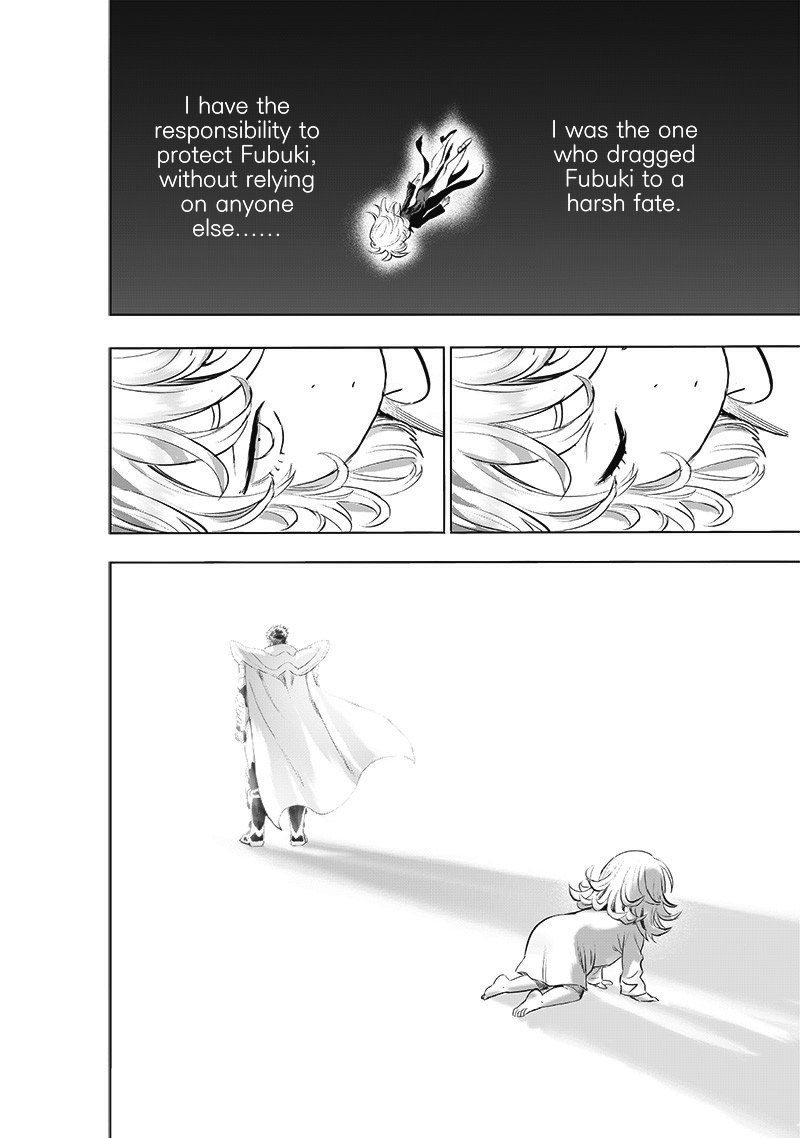 I was the one
who dragged
Fubuki to a
harsh fate.
I have the
responsibility to
protect Fubuki,
without relying
on anyone
else……